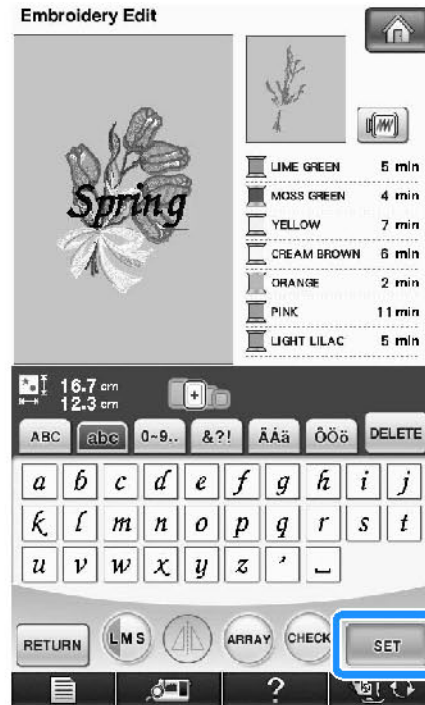 Embroidery Edit
Spring
LIME GREEN 5 min
MOSS GREEN 4 min
YELLOW 7 min
CREAM BROWN 6 min
ORANGE 2 min
PINK 11 min
LIGHT LILAC 5 min
16.7 cm
12.3 cm
ABC abc 0~9.. &?! ÄÁä ÔÖö DELETE
a b c d e f g h i j
k l m n o p q r s t
u v w x y z ’ ⎵
RETURN L M S ARRAY CHECK SET
?